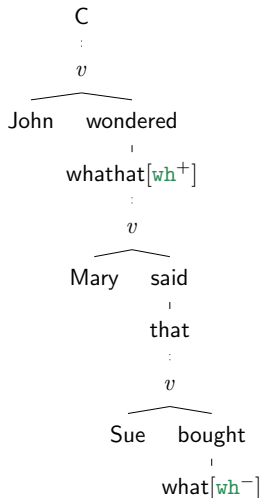 C
:
v
John wondered
whathat[wh+]
:
v
Mary said
that
:
v
Sue bought
what[wh−]